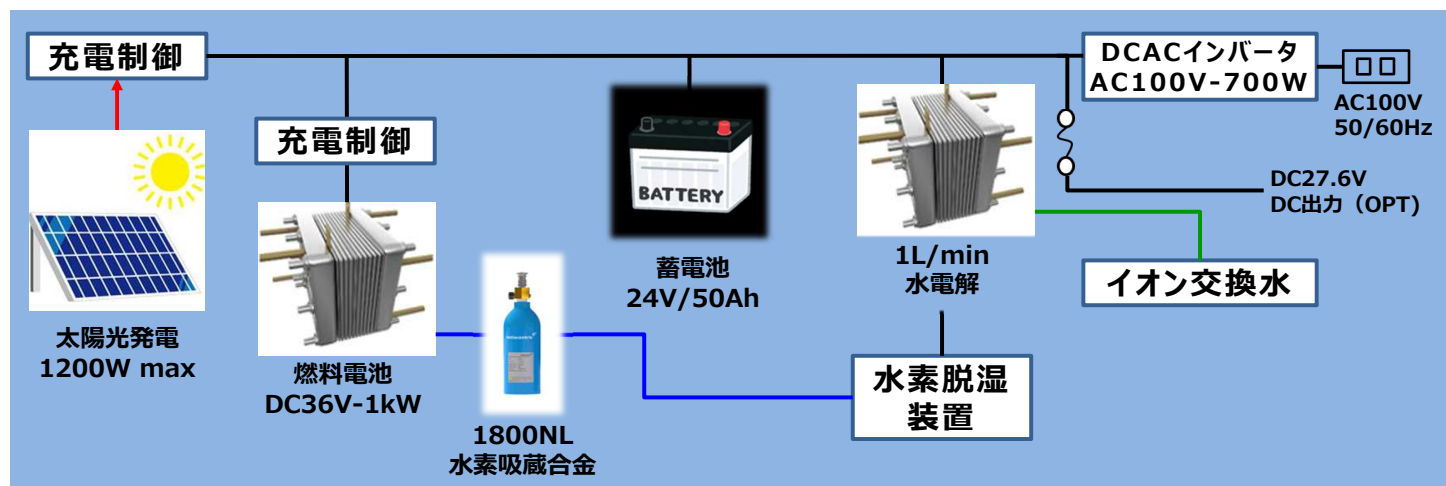 充電制御
DCACインバータ
AC100V-700W
AC100V
50/60Hz
充電制御
BATTERY
DC27.6V
DC出力（OPT）
太陽光発電
1200W max
燃料電池
DC36V-1kW
蓄電池
24V/50Ah
1L/min
水電解
イオン交換水
水素脱湿
装置
1800NL
水素吸蔵合金